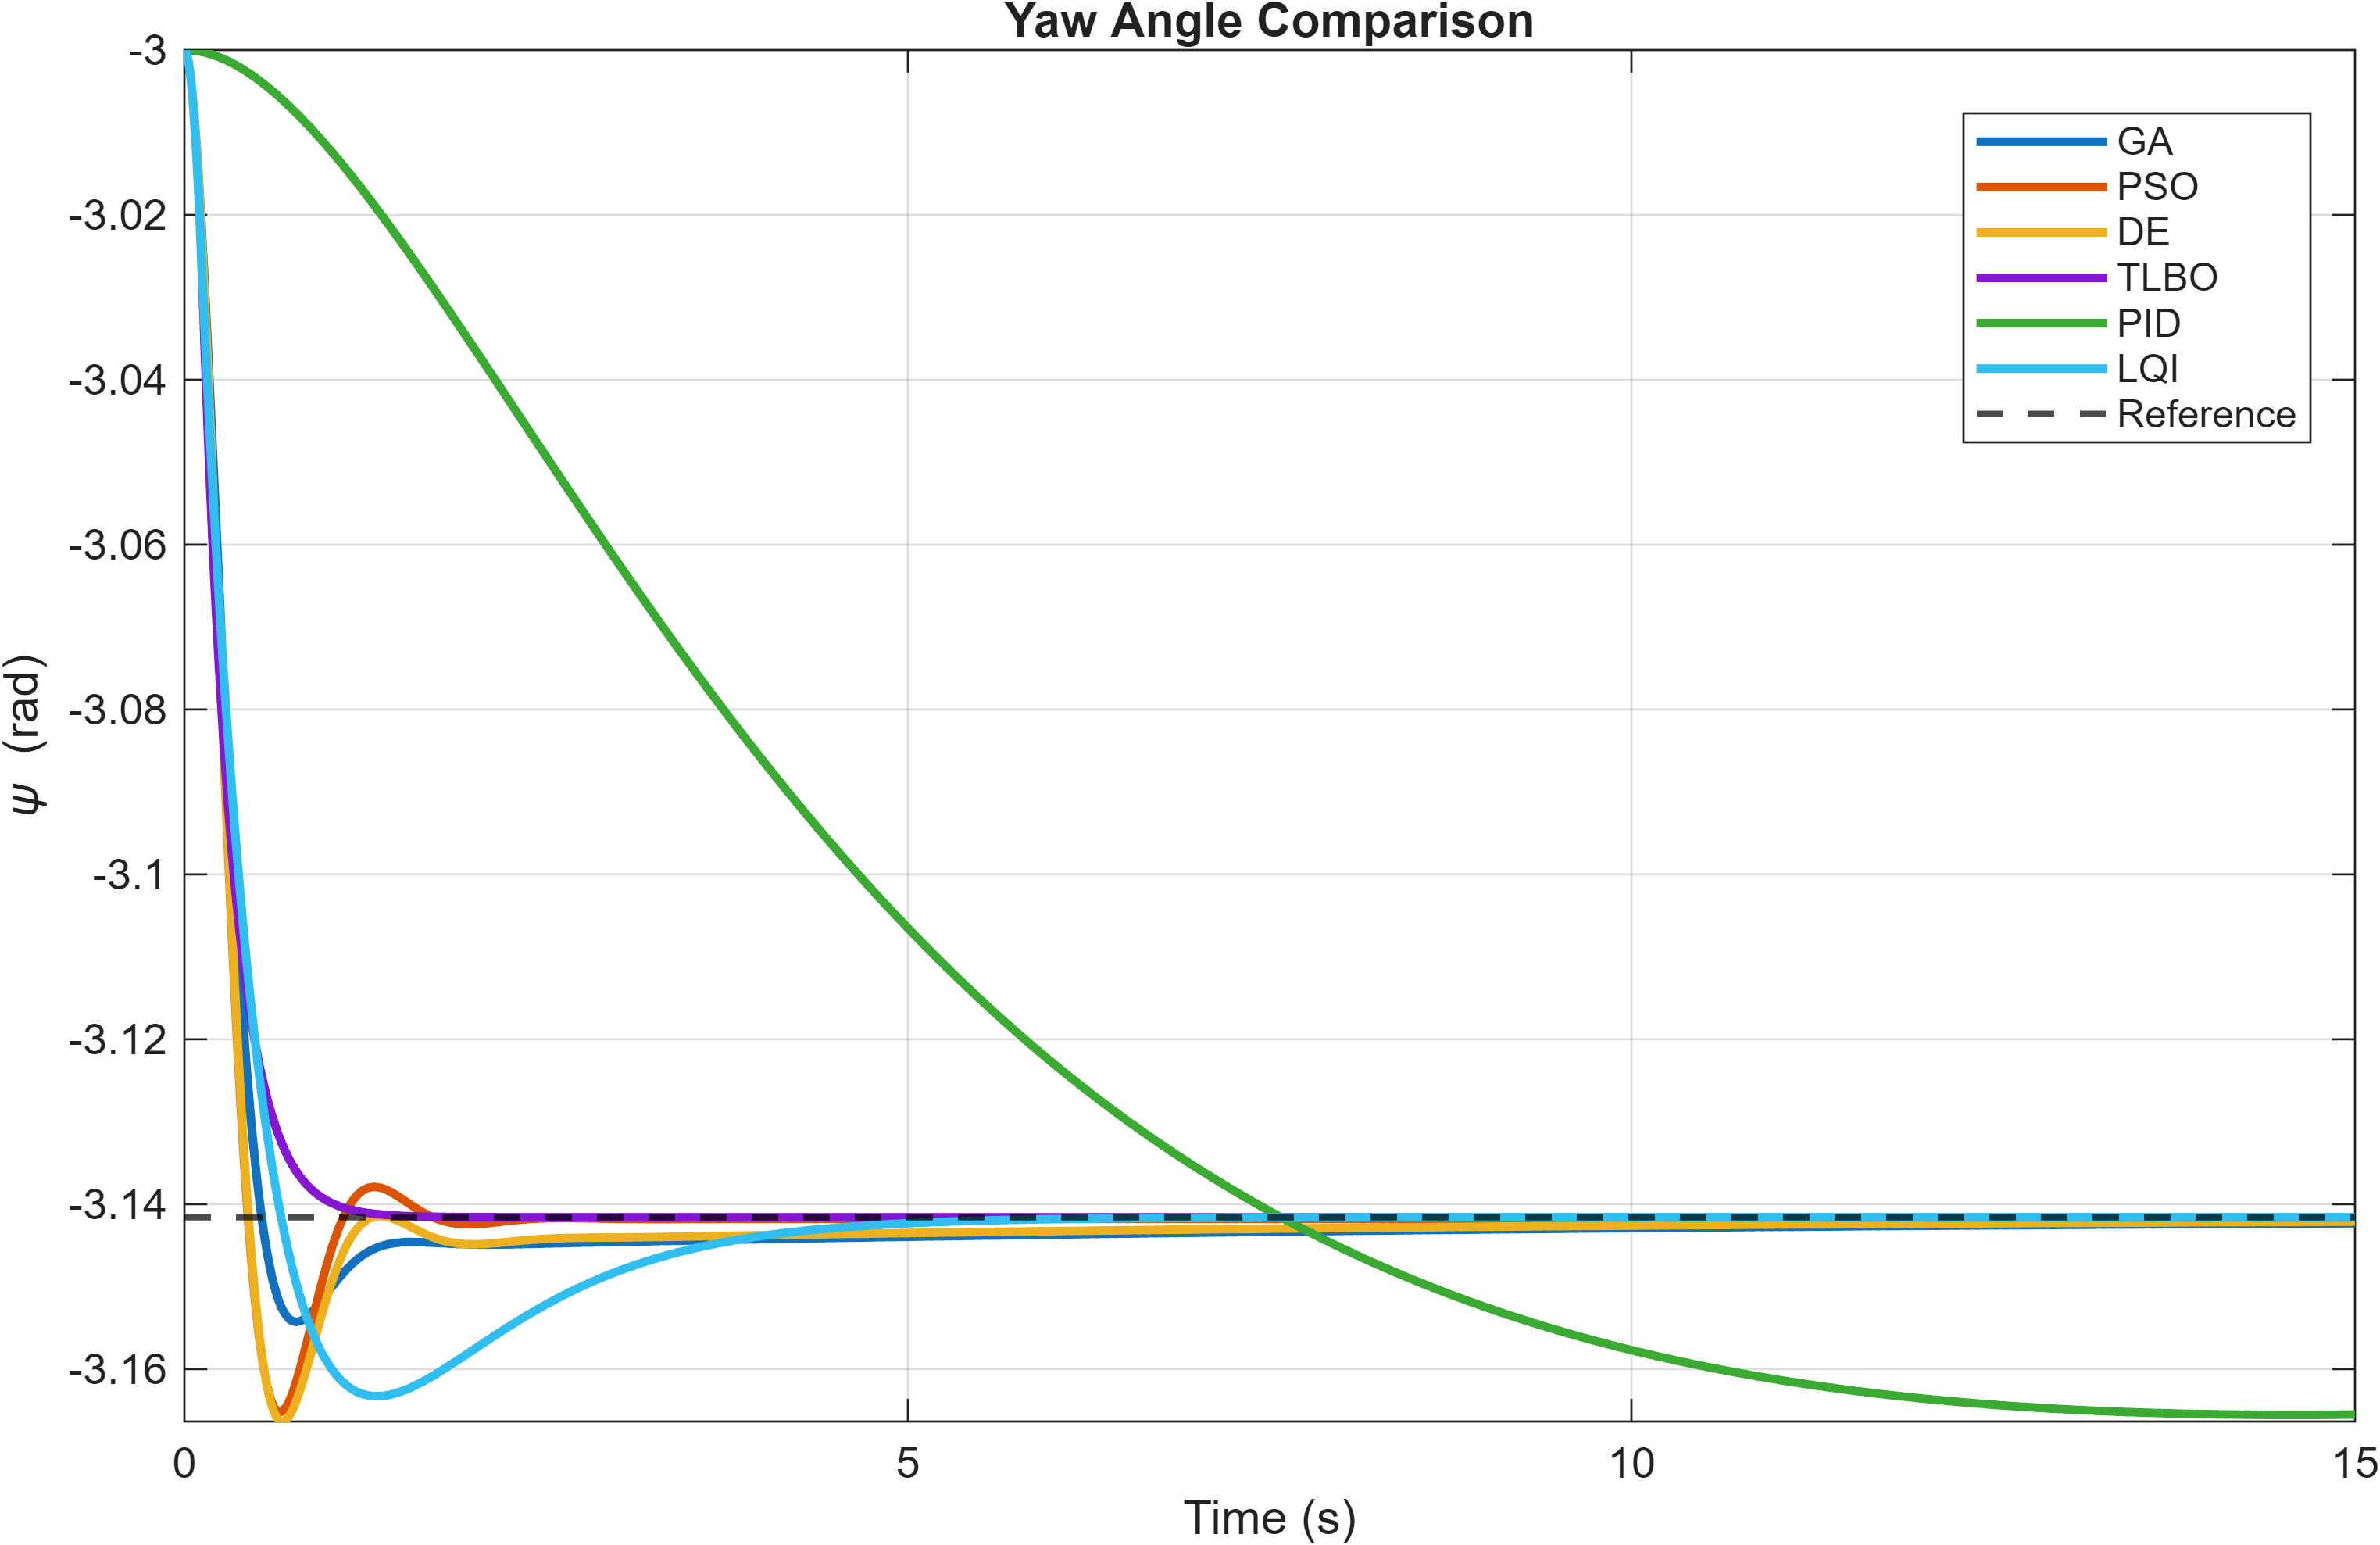 Yaw Angle Comparison
-3
-3.02
-3.04
-3.06
-3.08
-3.1
-3.12
-3.14
-3.16
ψ (rad)
0
5
10
15
Time (s)
GA
PSO
DE
TLBO
PID
LQI
Reference